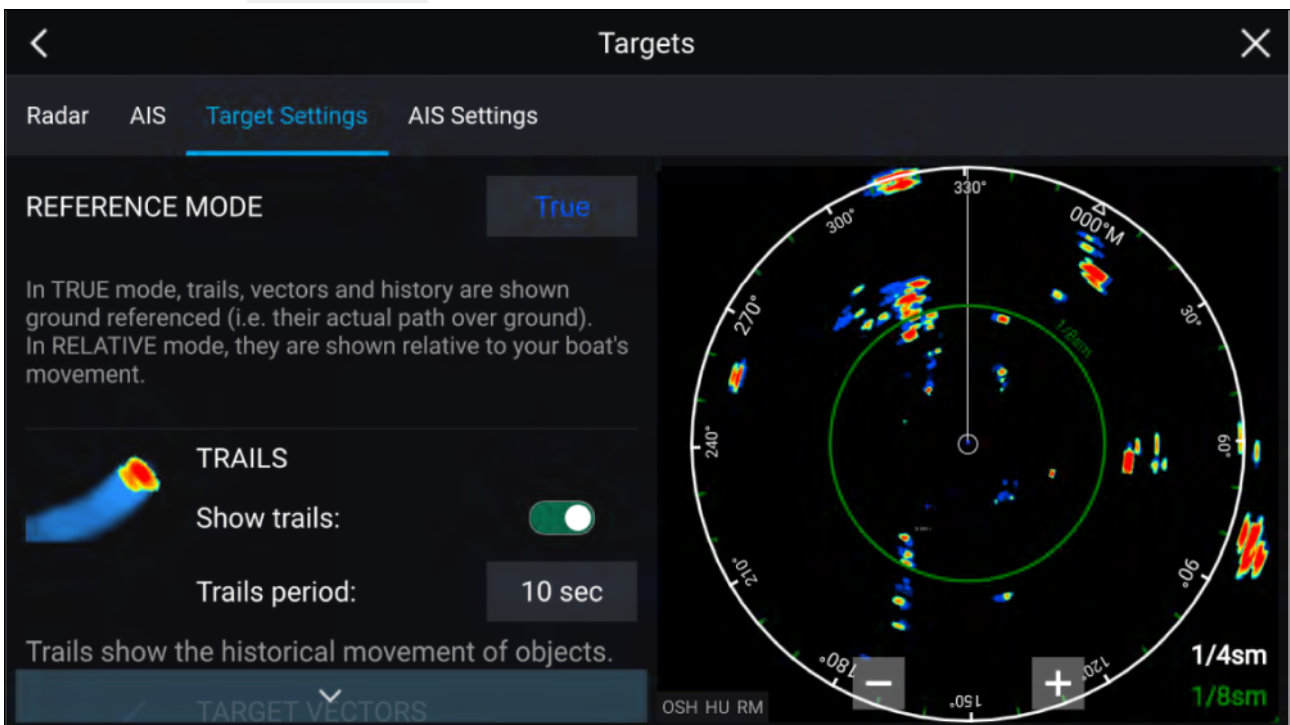 Targets
Radar AIS Target Settings AIS Settings
REFERENCE MODE True
In TRUE mode, trails, vectors and history are shown
ground referenced (i.e. their actual path over ground).
In RELATIVE mode, they are shown relative to your boat's
movement.
TRAILS
Show trails:
Trails period: 10 sec
Trails show the historical movement of objects.
TARGET VECTORS
330°
000°M
30°
60°
90°
120°
150°
180°
210°
240°
270°
300°
1/8sm
− +
1/4sm
1/8sm
OSH HU RM